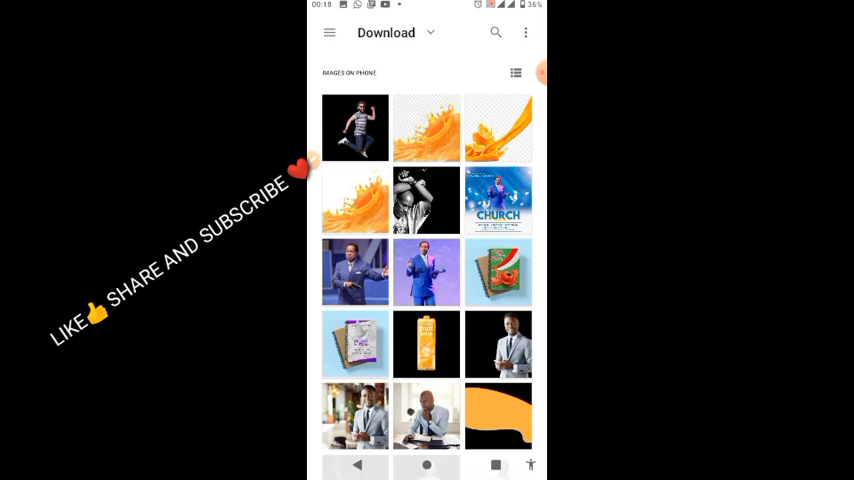 00:18
36%
Download
IMAGES ON PHONE
LIKE👍 SHARE AND SUBSCRIBE ❤️
CHURCH